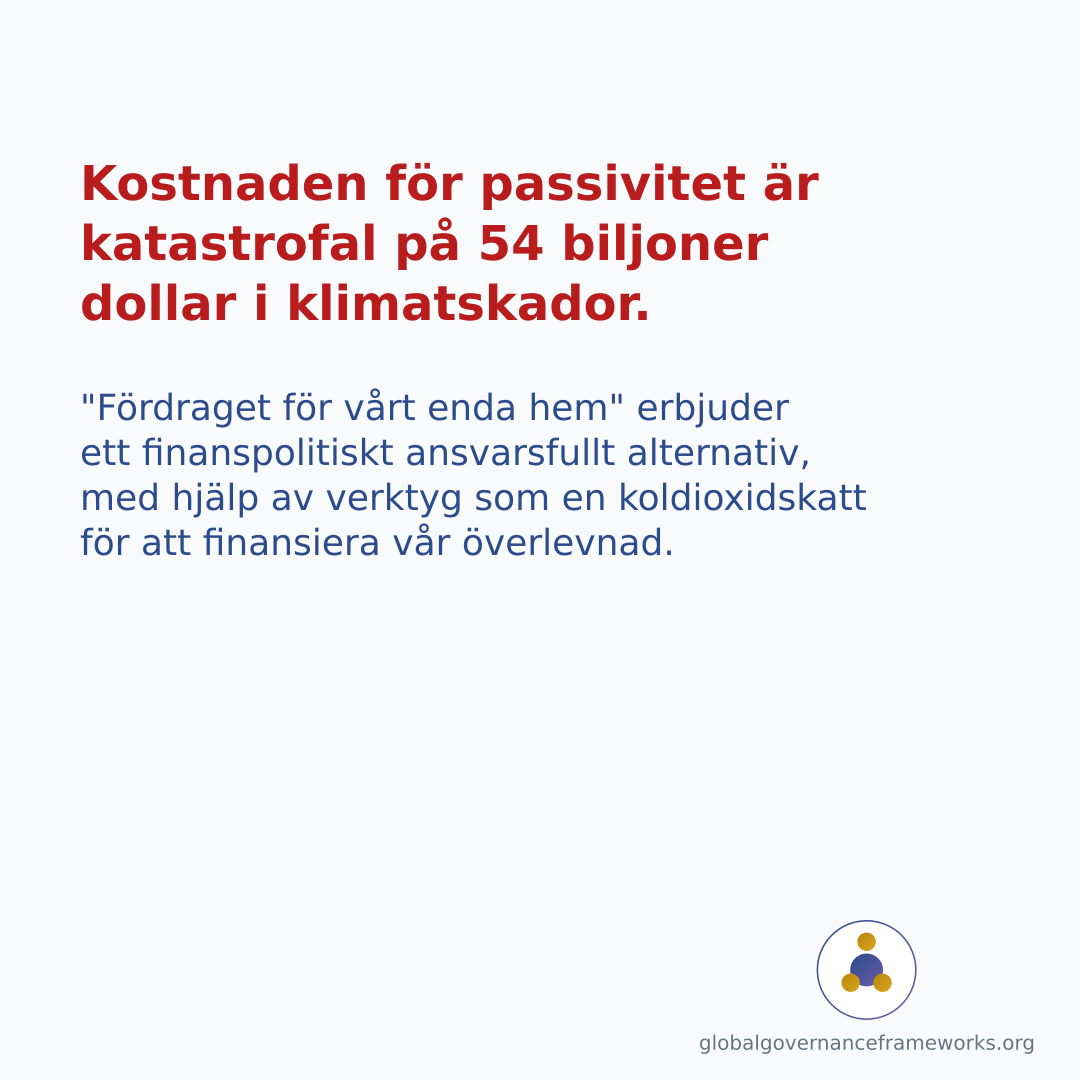 Kostnaden för passivitet är
katastrofal på 54 biljoner
dollar i klimatskador.
"Fördraget för vårt enda hem" erbjuder
ett finanspolitiskt ansvarsfullt alternativ,
med hjälp av verktyg som en koldioxidskatt
för att finansiera vår överlevnad.
globalgovernanceframeworks.org